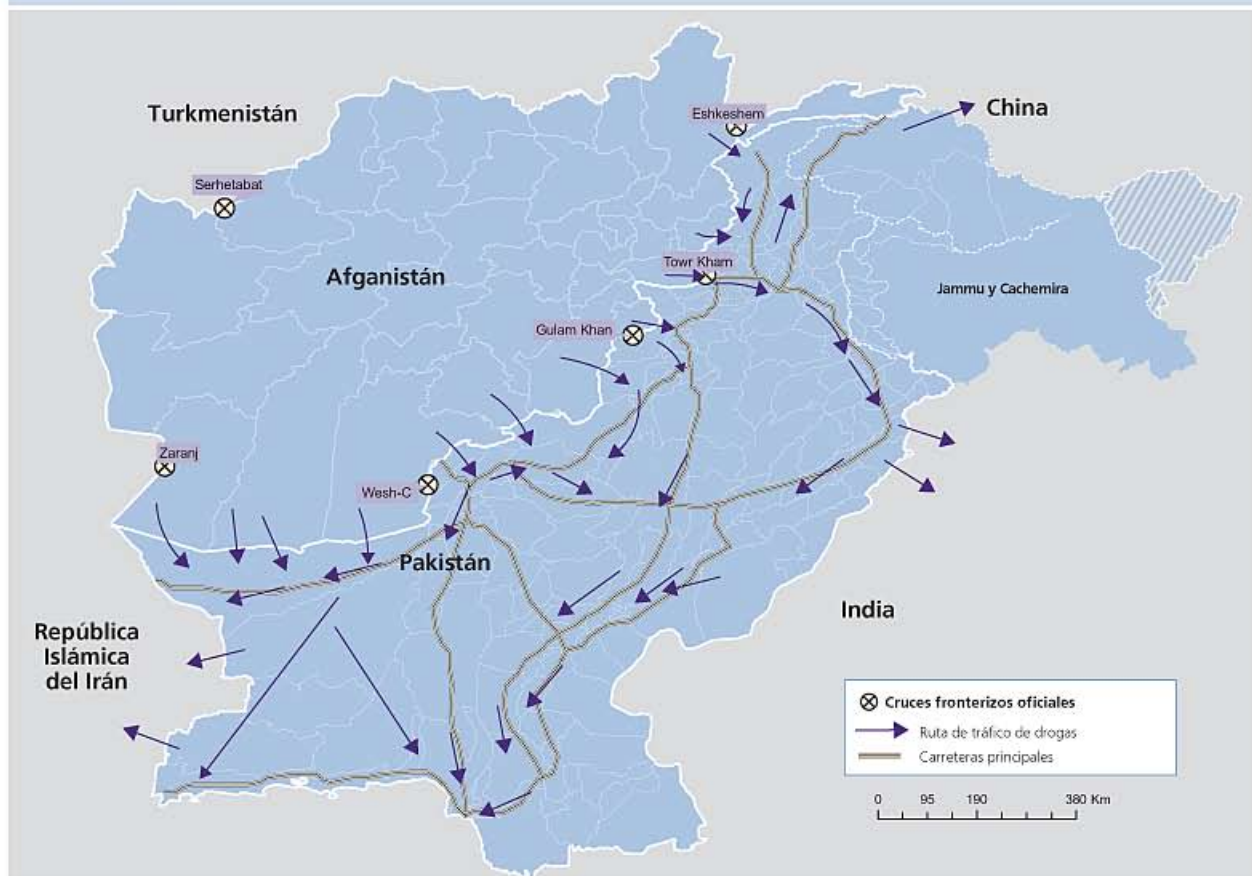 Turkmenistán
Eshkeshem
China
Serhetabat
Afganistán
Towr Kham
Jammu y Cachemira
Gulam Khan
Zaranj
Wesh-C
Pakistán
India
República
Islámica
del Irán
Cruces fronterizos oficiales
Ruta de tráfico de drogas
Carreteras principales
0 95 190 380 Km